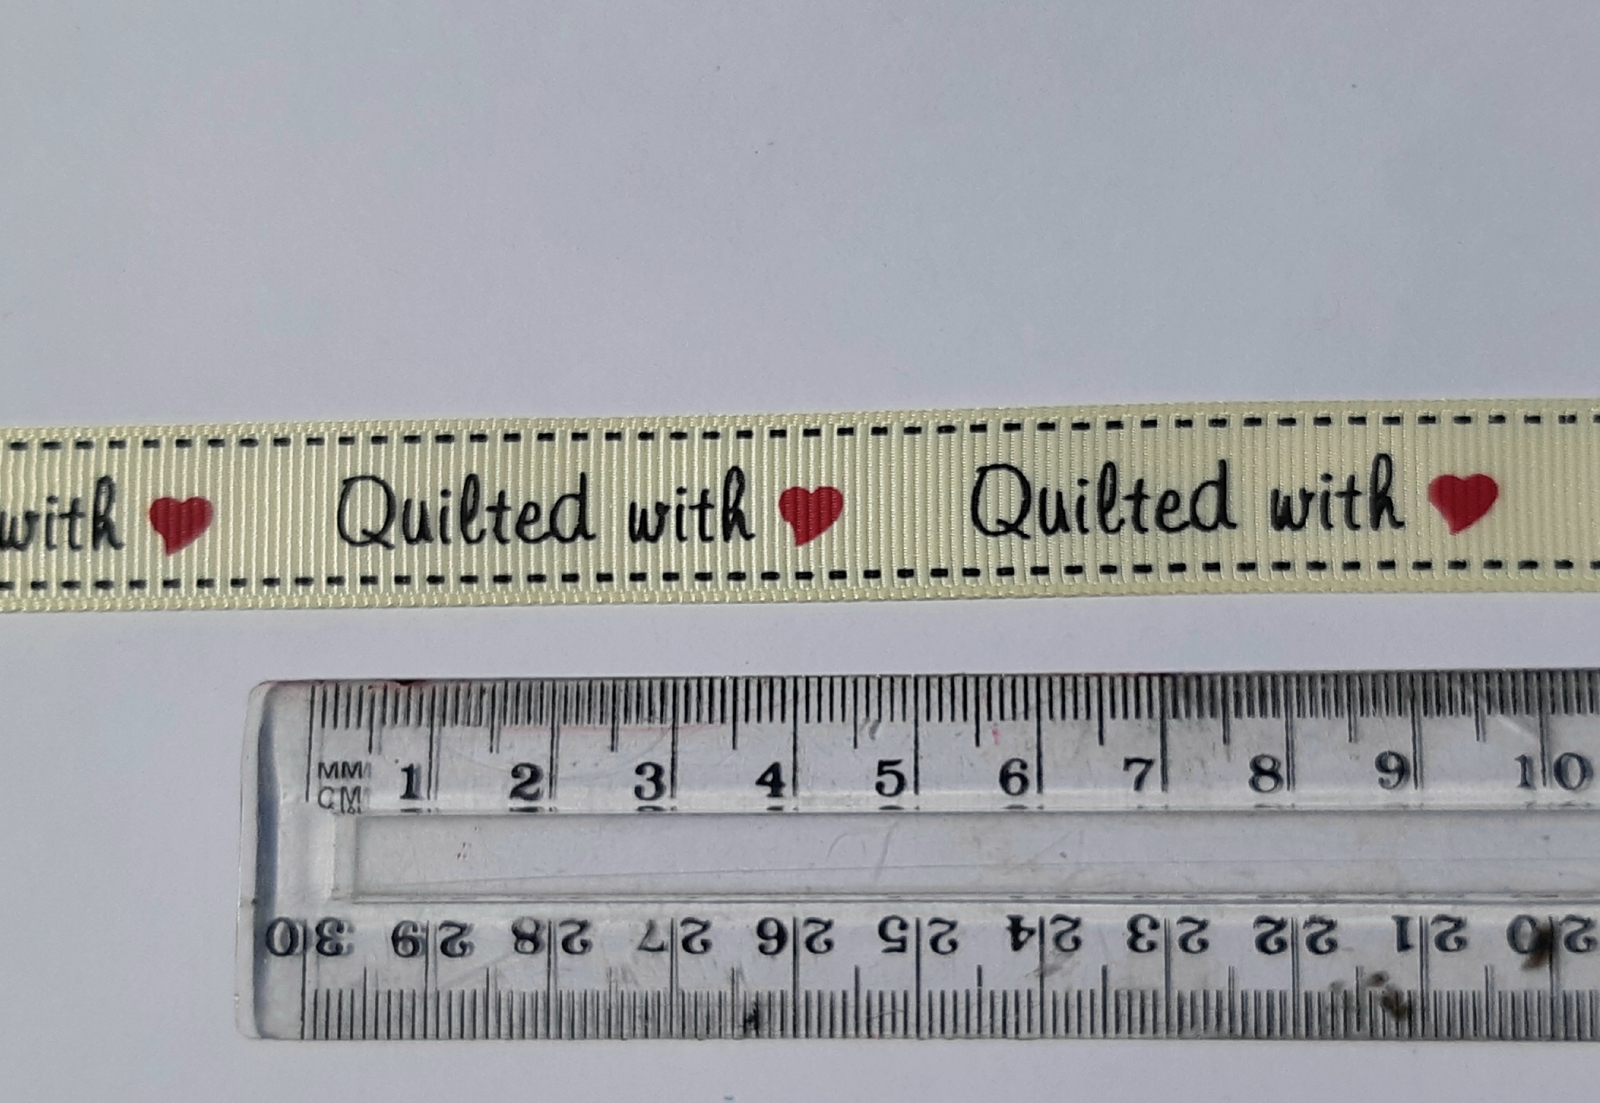 with ♥ Quilted with ♥ Quilted with ♥
MM 1 2 3 4 5 6 7 8 9 10
CM
30 29 28 27 26 25 24 23 22 21 20